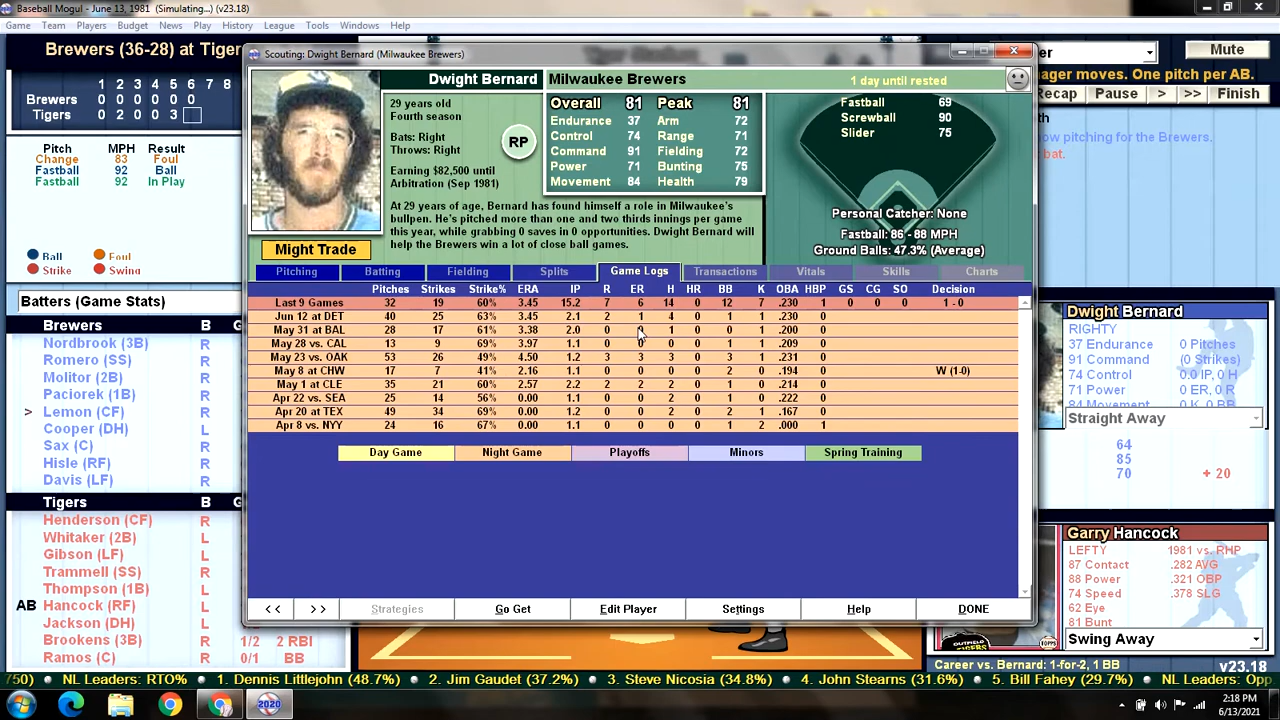 Baseball Mogul - June 13, 1981 (Simulating...) (v23.18)
Game Team Players Budget News Play History League Tools Windows Help
Brewers (36-28) at Tiger
1 2 3 4 5 6 7 8
Brewers 0 0 0 0 0 0
Tigers 0 2 0 0 3
Pitch MPH Result
Change 83 Foul
Fastball 92 Ball
Fastball 92 In Play
Ball Foul
Strike Swing
Batters (Game Stats)
Brewers B
Nordbrook (3B) R
Romero (SS) R
Molitor (2B) R
Paciorek (1B) R
> Lemon (CF) R
Cooper (DH) L
Sax (C) R
Hisle (RF) R
Davis (LF) R
Tigers B
Henderson (CF) R
Whitaker (2B) L
Gibson (LF) L
Trammell (SS) R
Thompson (1B) L
AB Hancock (RF) L
Jackson (DH) L
Brookens (3B) R 1/2 2 RBI
Ramos (C) R 0/1 BB
Scouting: Dwight Bernard (Milwaukee Brewers)
Dwight Bernard
29 years old
Fourth season
Bats: Right
Throws: Right
RP
Earning $82,500 until
Arbitration (Sep 1981)
Milwaukee Brewers
1 day until rested
Overall 81 Peak 81
Endurance 37 Arm 72
Control 74 Range 71
Command 91 Fielding 72
Power 71 Bunting 75
Movement 84 Health 79
Fastball 69
Screwball 90
Slider 75
Personal Catcher: None
Fastball: 86 - 88 MPH
Ground Balls: 47.3% (Average)
At 29 years of age, Bernard has found himself a role in Milwaukee's
bullpen. He's pitched more than one and two thirds innings per game
this year, while grabbing 0 saves in 0 opportunities. Dwight Bernard will
help the Brewers win a lot of close ball games.
Might Trade
Pitching Batting Fielding Splits Game Logs Transactions Vitals Skills Charts
Pitches Strikes Strike% ERA IP R ER H HR BB K OBA HBP GS CG SO Decision
Last 9 Games 32 19 60% 3.45 15.2 7 6 14 0 12 7 .230 1 0 0 0 1 - 0
Jun 12 at DET 40 25 63% 3.45 2.1 2 1 4 0 1 1 .230 0
May 31 at BAL 28 17 61% 3.38 2.0 0 1 0 0 1 .200 0
May 28 vs. CAL 13 9 69% 3.97 1.1 0 0 0 0 1 1 .209 0
May 23 vs. OAK 53 26 49% 4.50 1.2 3 3 3 0 3 1 .231 0
May 8 at CHW 17 7 41% 2.16 1.1 0 0 0 0 2 0 .194 0 W (1-0)
May 1 at CLE 35 21 60% 2.57 2.2 2 2 2 0 1 0 .214 0
Apr 22 vs. SEA 25 14 56% 0.00 1.1 0 0 2 0 1 0 .222 0
Apr 20 at TEX 49 34 69% 0.00 1.2 0 0 2 0 2 1 .167 0
Apr 8 vs. NYY 24 16 67% 0.00 1.1 0 0 0 0 1 2 .000 1
Day Game Night Game Playoffs Minors Spring Training
<< >> Strategies Go Get Edit Player Settings Help DONE
er Mute
ager moves. One pitch per AB.
Recap Pause > >> Finish
th
ow pitching for the Brewers.
bat.
Dwight Bernard
RIGHTY
37 Endurance 0 Pitches
91 Command (0 Strikes)
74 Control 0.0 IP, 0 H
71 Power 0 ER, 0 R
84 Movement 0 K, 0 BB
Straight Away
64
85
70 + 20
Garry Hancock
LEFTY 1981 vs. RHP
87 Contact .282 AVG
88 Power .321 OBP
74 Speed .378 SLG
62 Eye
81 Bunt
Swing Away
OUTFIELD
TIGERS
TOPPS
Career vs. Bernard: 1-for-2, 1 BB v23.18
750) NL Leaders: RTO% 1. Dennis Littlejohn (48.7%) 2. Jim Gaudet (37.2%) 3. Steve Nicosia (34.8%) 4. John Stearns (31.6%) 5. Bill Fahey (29.7%) NL Leaders: Opp
2020
2:18 PM
6/13/2021